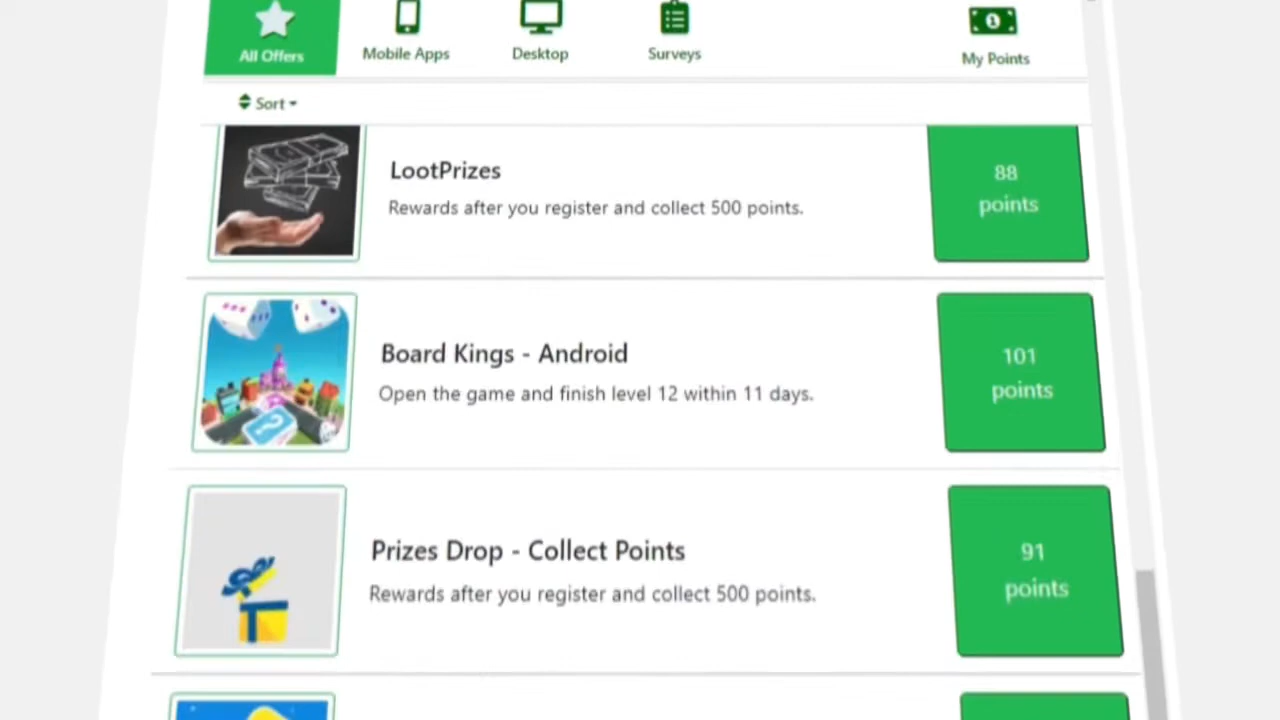 All Offers
Mobile Apps
Desktop
Surveys
My Points
Sort
LootPrizes
Rewards after you register and collect 500 points.
88
points
Board Kings - Android
Open the game and finish level 12 within 11 days.
101
points
Prizes Drop - Collect Points
Rewards after you register and collect 500 points.
91
points